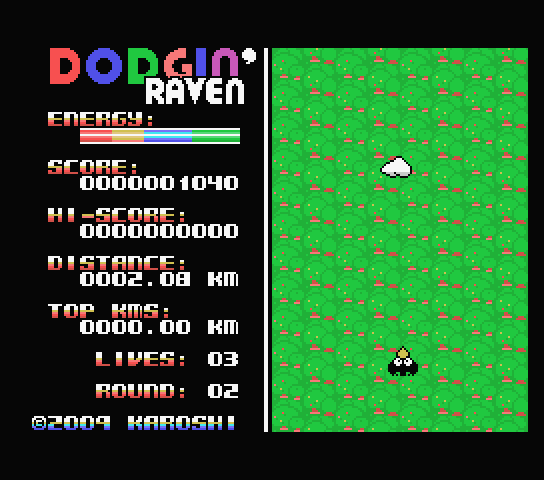 DODGIN'
RAVEN
ENERGY:
SCORE:
0000001040
HI-SCORE:
0000000000
DISTANCE:
0002.08 KM
TOP KMS:
0000.00 KM
LIVES: 03
ROUND: 02
©2009 KAROSHI